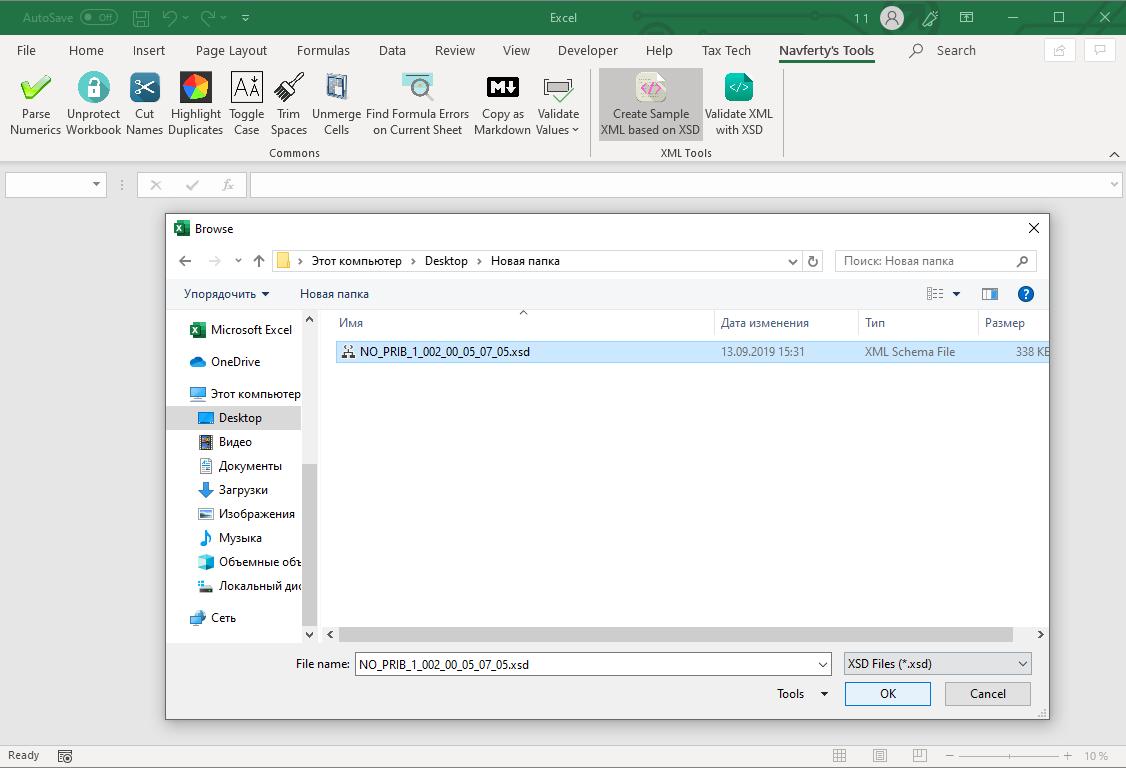 AutoSave Off Excel 11
File Home Insert Page Layout Formulas Data Review View Developer Help Tax Tech Navferty's Tools Search
Parse Numerics
Unprotect Workbook
Cut Names
Highlight Duplicates
Toggle Case
Trim Spaces
Unmerge Cells
Find Formula Errors on Current Sheet
Copy as Markdown
Validate Values
Create Sample XML based on XSD
Validate XML with XSD
Commons
XML Tools
Browse
Этот компьютер Desktop Новая папка
Поиск: Новая папка
Упорядочить Новая папка
Microsoft Excel
OneDrive
Этот компьютер
Desktop
Видео
Документы
Загрузки
Изображения
Музыка
Объемные объ
Локальный дис
Сеть
Имя Дата изменения Тип Размер
NO_PRIB_1_002_00_05_07_05.xsd 13.09.2019 15:31 XML Schema File 338 КБ
File name: NO_PRIB_1_002_00_05_07_05.xsd XSD Files (*.xsd)
Tools OK Cancel
Ready 10 %